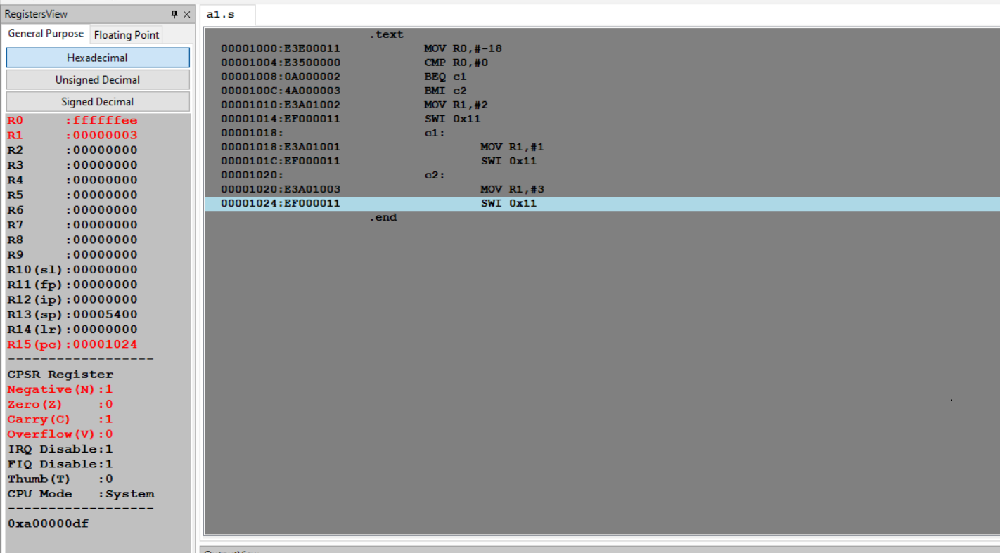 RegistersView
General Purpose
Floating Point
Hexadecimal
Unsigned Decimal
Signed Decimal
R0 :ffffffee
R1 :00000003
R2 :00000000
R3 :00000000
R4 :00000000
R5 :00000000
R6 :00000000
R7 :00000000
R8 :00000000
R9 :00000000
R10(sl):00000000
R11(fp):00000000
R12(ip):00000000
R13(sp):00005400
R14(lr):00000000
R15(pc):00001024
-------------------
CPSR Register
Negative(N):1
Zero(Z) :0
Carry(C) :1
Overflow(V):0
IRQ Disable:1
FIQ Disable:1
Thumb(T) :0
CPU Mode :System
-------------------
0xa00000df
a1.s
.text
00001000:E3E00011 MOV R0,#-18
00001004:E3500000 CMP R0,#0
00001008:0A000002 BEQ c1
0000100C:4A000003 BMI c2
00001010:E3A01002 MOV R1,#2
00001014:EF000011 SWI 0x11
00001018: c1:
00001018:E3A01001 MOV R1,#1
0000101C:EF000011 SWI 0x11
00001020: c2:
00001020:E3A01003 MOV R1,#3
00001024:EF000011 SWI 0x11
.end